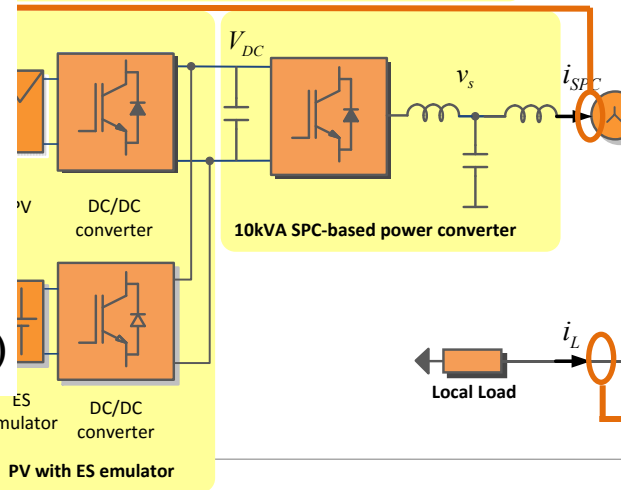 V_DC
v_s
i_SPC
PV
DC/DC
converter
10kVA SPC-based power converter
i_L
)
Local Load
ES
mulator
DC/DC
converter
PV with ES emulator